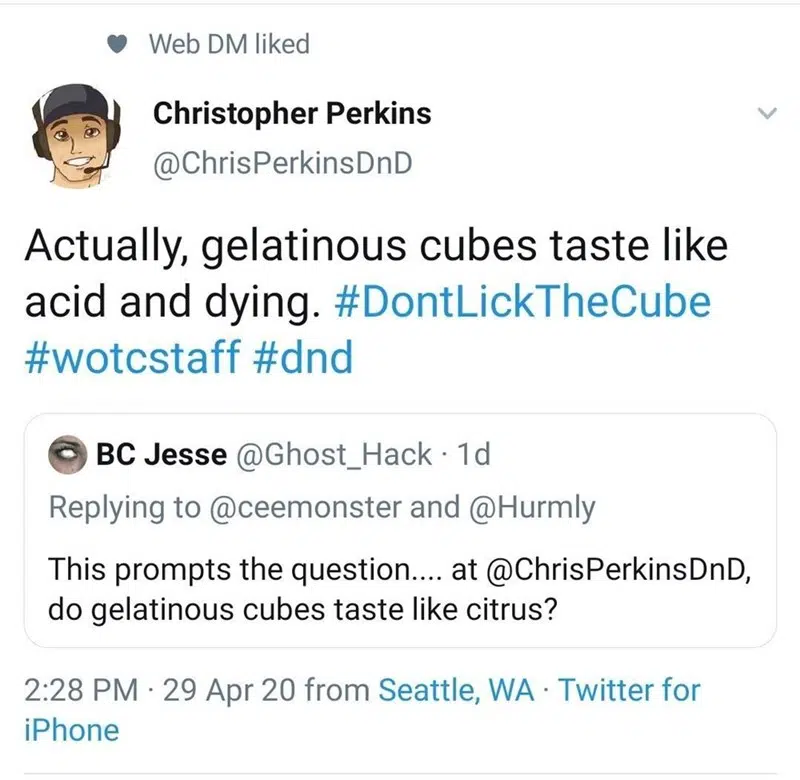 Web DM liked
Christopher Perkins
@ChrisPerkinsDnD
Actually, gelatinous cubes taste like
acid and dying. #DontLickTheCube
#wotcstaff #dnd
BC Jesse @Ghost_Hack · 1d
Replying to @ceemonster and @Hurmly
This prompts the question.... at @ChrisPerkinsDnD,
do gelatinous cubes taste like citrus?
2:28 PM · 29 Apr 20 from Seattle, WA · Twitter for
iPhone